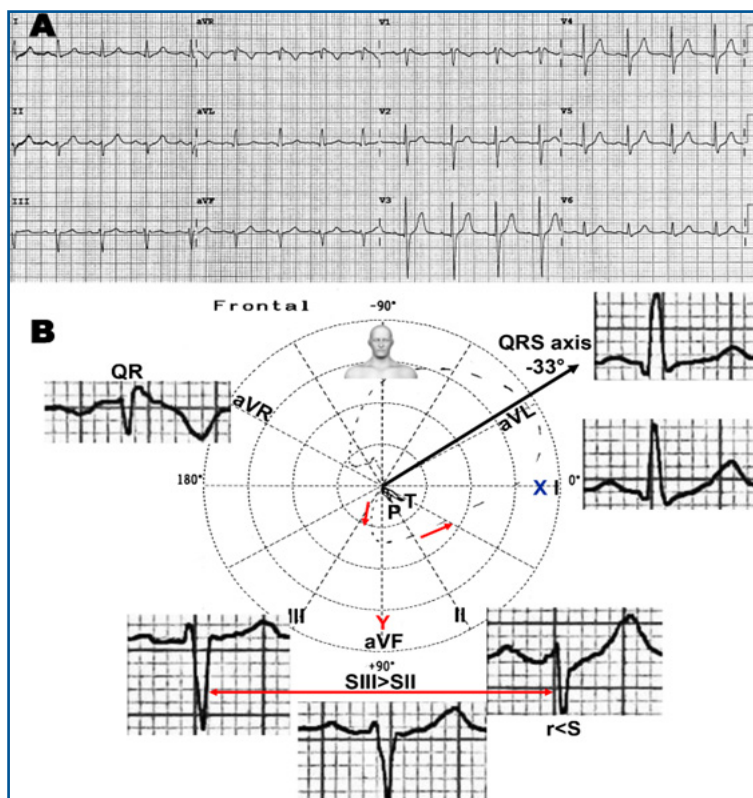 A
I aVR V1 V4
II aVL V2 V5
III aVF V3 V6
B
Frontal
-90°
QRS axis
-33°
QR
aVR
aVL
180°
X I 0°
T
P
III
II
Y
aVF
+90°
SIII>SII
r<S